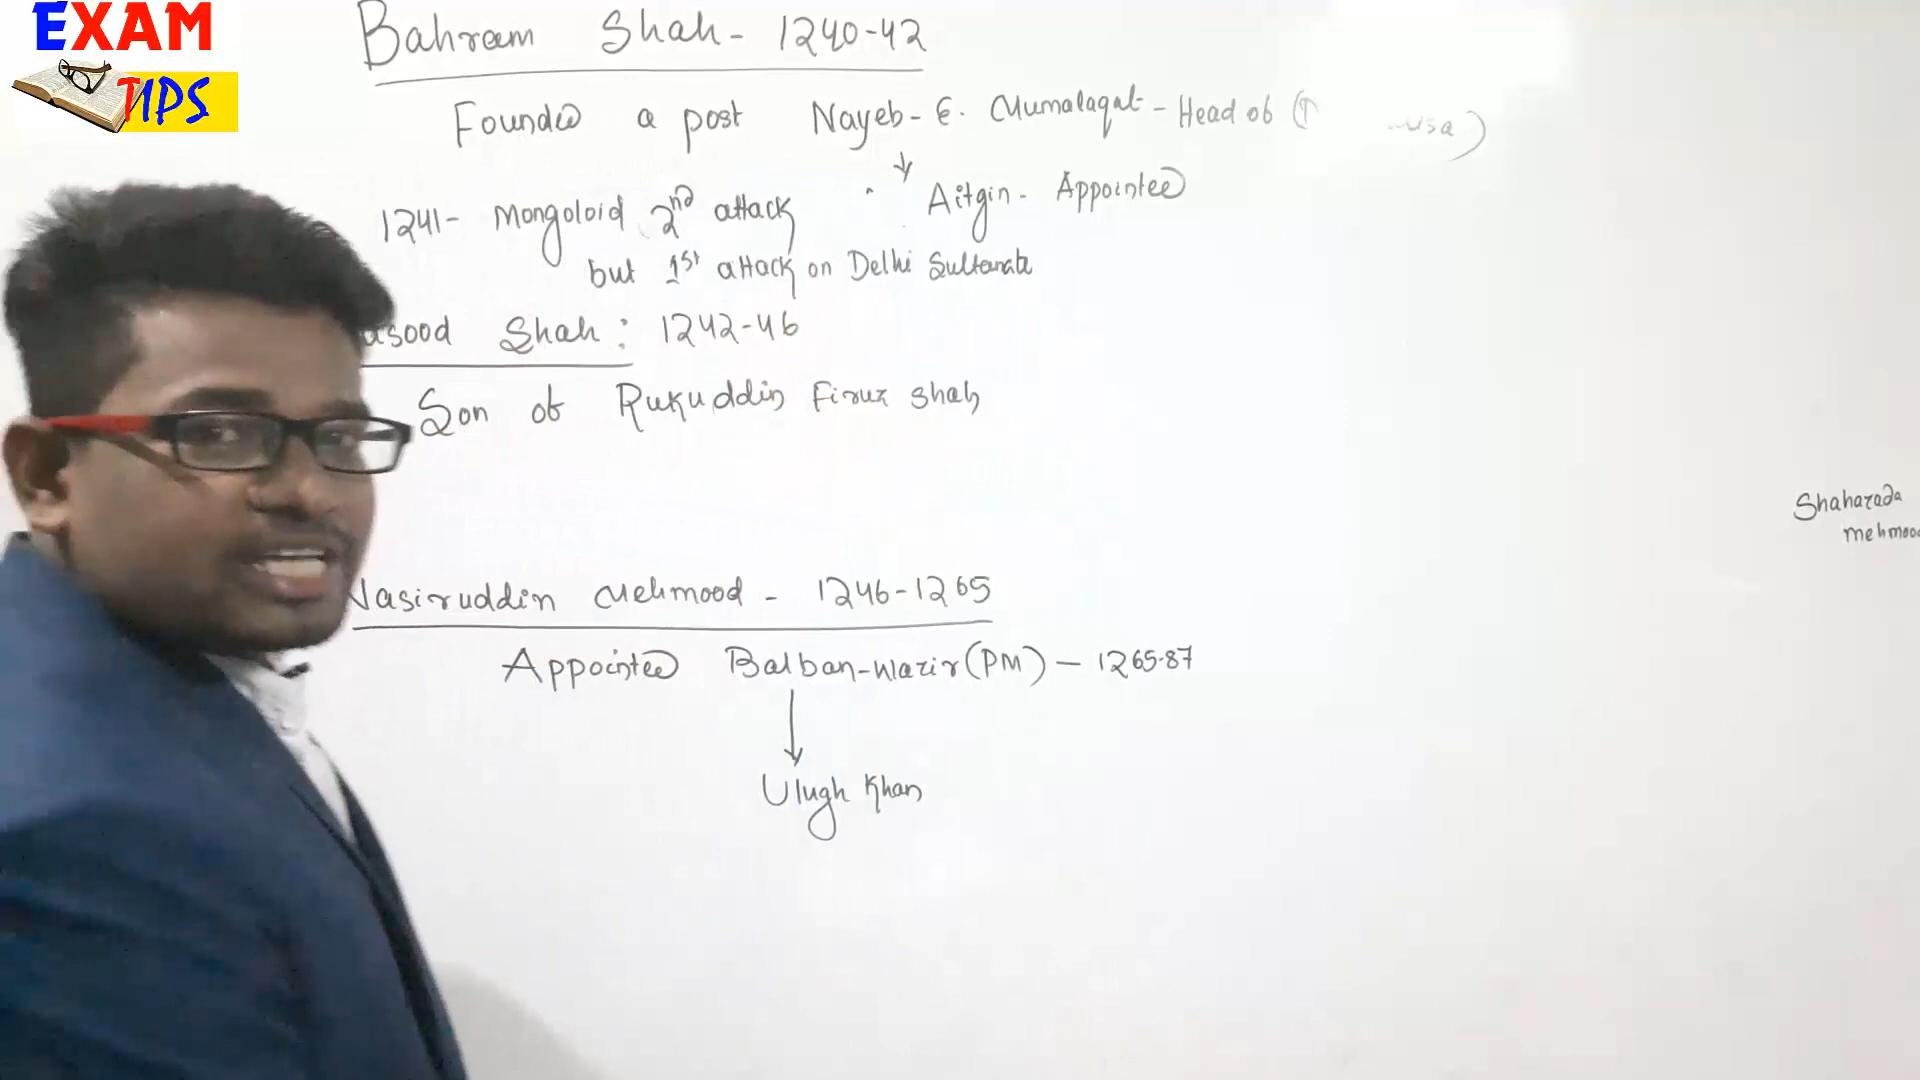 EXAM
TIPS
Bahram Shah - 1240-42
Founded a post Nayeb-E. Mumalaqat - Head of
Aitgin - Appointed
1241- Mongoloid 2nd attack
but 1st attack on Delhi Sultanate
asood Shah: 1242-46
Son of Rukuddin Firuz Shah
Shahazada
mehmood
Nasiruddin Mehmood - 1246-1265
Appointed Balban-Wazir (PM) - 1265-87
Ulugh Khan